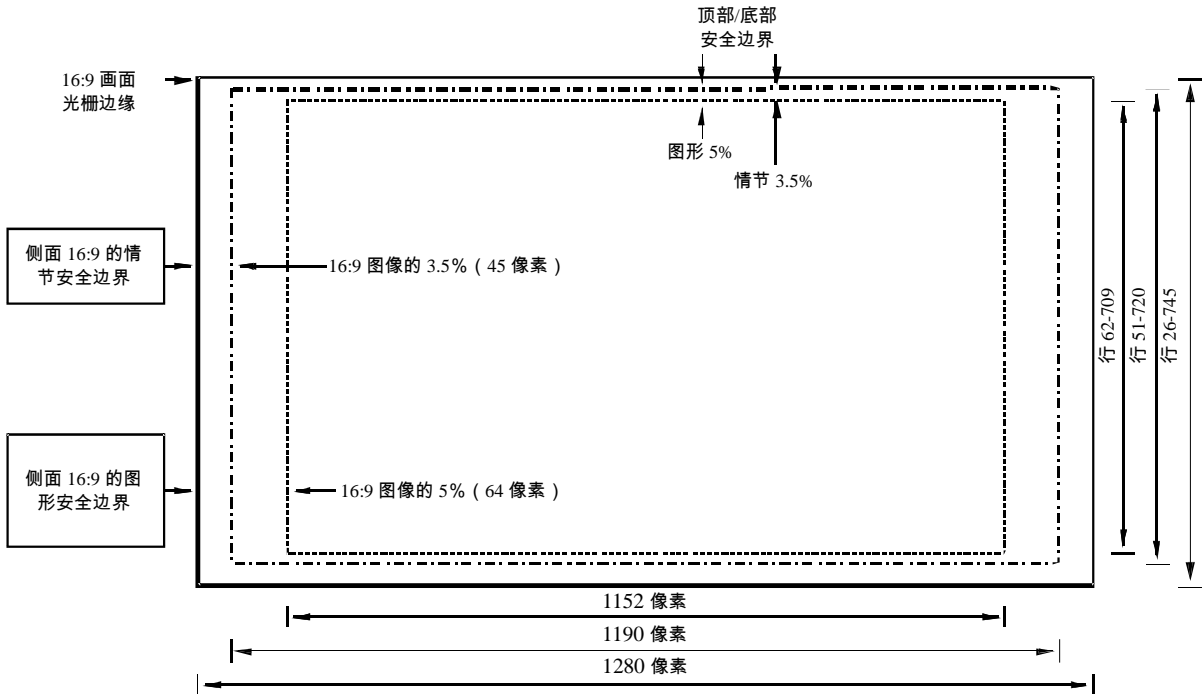 顶部/底部
安全边界
16:9 画面
光栅边缘
图形 5%
情节 3.5%
侧面 16:9 的情
节安全边界
16:9 图像的 3.5%（45 像素）
行 62-709
行 51-720
行 26-745
侧面 16:9 的图
形安全边界
16:9 图像的 5%（64 像素）
1152 像素
1190 像素
1280 像素